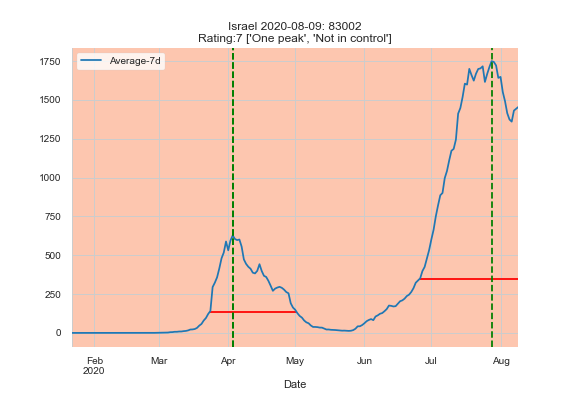 Israel 2020-08-09: 83002
Rating:7 ['One peak', 'Not in control']
Average-7d
1750
1500
1250
1000
750
500
250
0
Feb
2020
Mar
Apr
May
Jun
Jul
Aug
Date